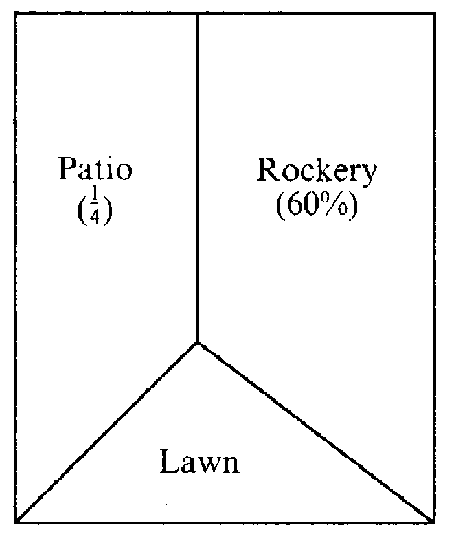 Patio
(1/4)
Rockery
(60%)
Lawn